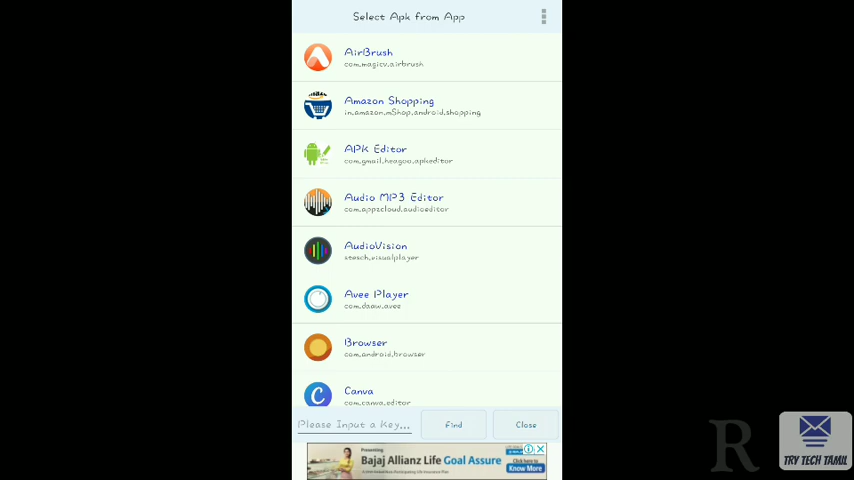 Select Apk from App
AirBrush
com.magicv.airbrush
Amazon Shopping
in.amazon.mShop.android.shopping
APK Editor
com.gmail.heagoo.apkeditor
Audio MP3 Editor
com.appzcloud.audioeditor
AudioVision
stesch.visualplayer
Avee Player
com.daaw.avee
Browser
com.android.browser
Canva
com.canva.editor
Please Input a Key...
Find
Close
Presenting
Bajaj Allianz Life Goal Assure
Click here to
Know More
R
TRY TECH TAMIL